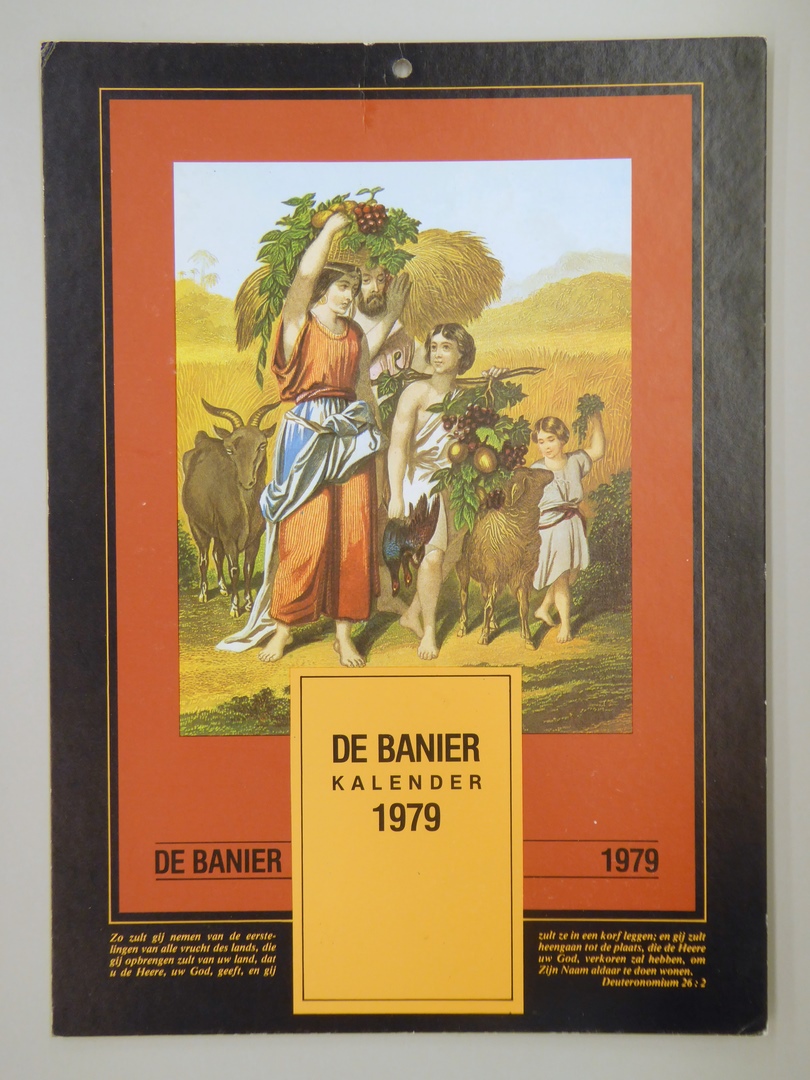 DE BANIER
KALENDER
1979
DE BANIER
1979
Zo zult gij nemen van de eerste-
lingen van alle vrucht des lands, die
gij opbrengen zult van uw land, dat
u de Heere, uw God, geeft, en gij
zult ze in een korf leggen; en gij zult
heengaan tot de plaats, die de Heere
uw God, verkoren zal hebben, om
Zijn Naam aldaar te doen wonen.
Deuteronomium 26 : 2